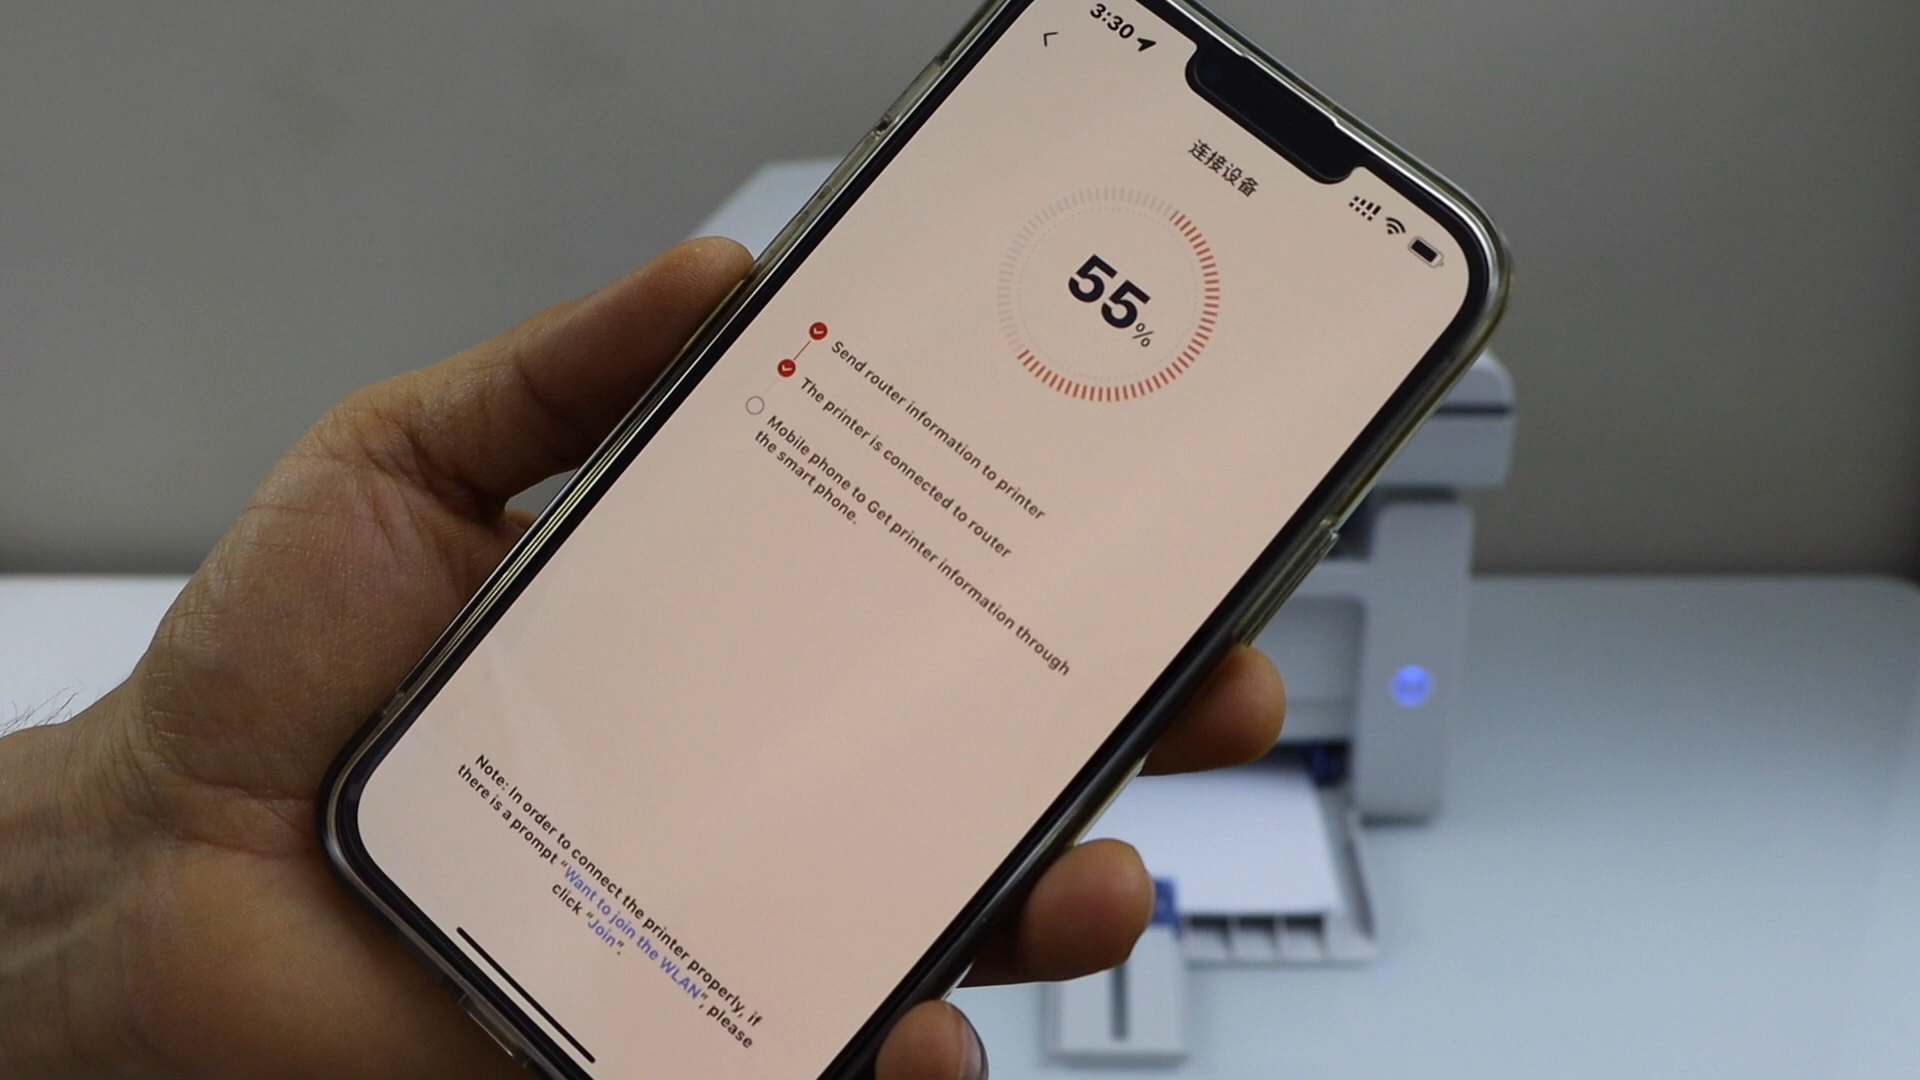 3:30
连接设备
55%
Send router information to printer
The printer is connected to router
Mobile phone to Get printer information through
the smart phone.
Note: In order to connect the printer properly, if
there is a prompt “Want to join the WLAN”, please
click “Join”.